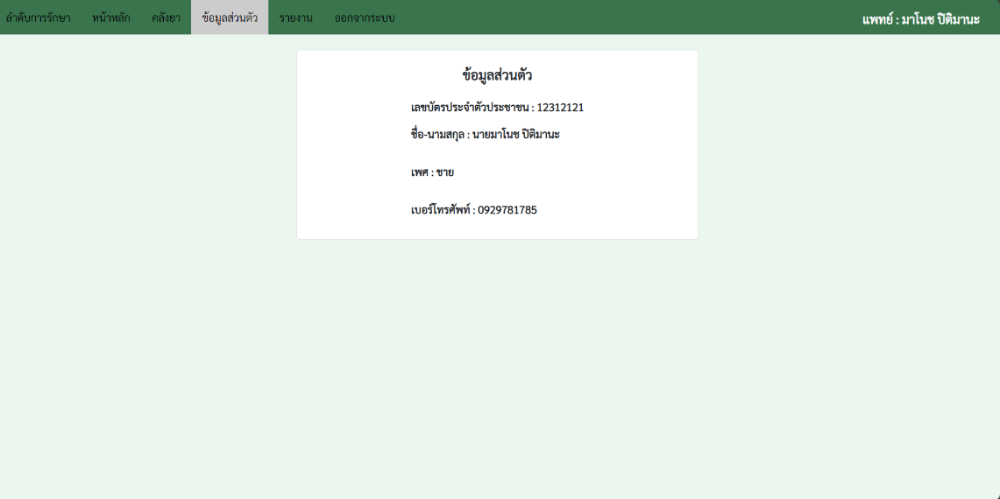 ลำดับการรักษา หน้าหลัก คลังยา ข้อมูลส่วนตัว รายงาน ออกจากระบบ แพทย์ : มาโนช ปิติมานะ
ข้อมูลส่วนตัว
เลขบัตรประจำตัวประชาชน : 12312121
ชื่อ-นามสกุล : นายมาโนช ปิติมานะ
เพศ : ชาย
เบอร์โทรศัพท์ : 0929781785